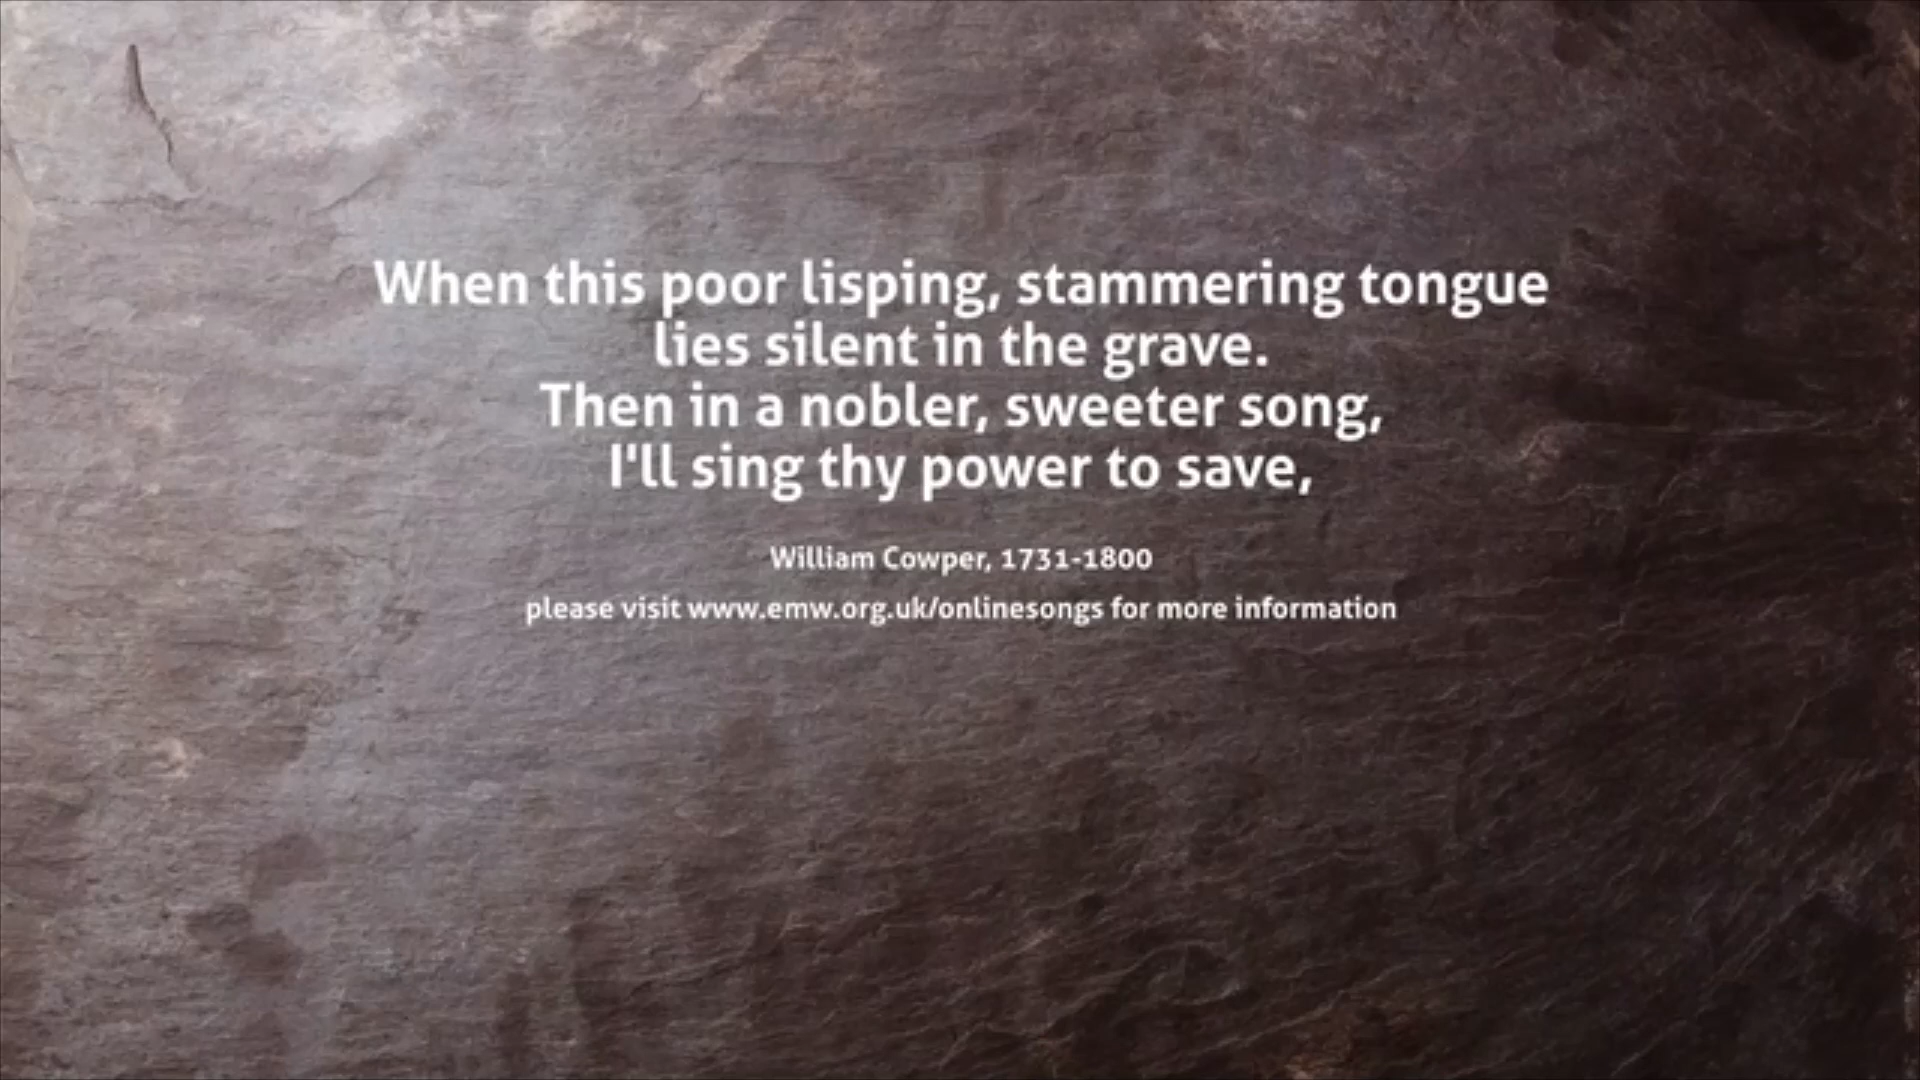 When this poor lisping, stammering tongue
lies silent in the grave.
Then in a nobler, sweeter song,
I'll sing thy power to save,
William Cowper, 1731-1800
please visit www.emw.org.uk/onlinesongs for more information